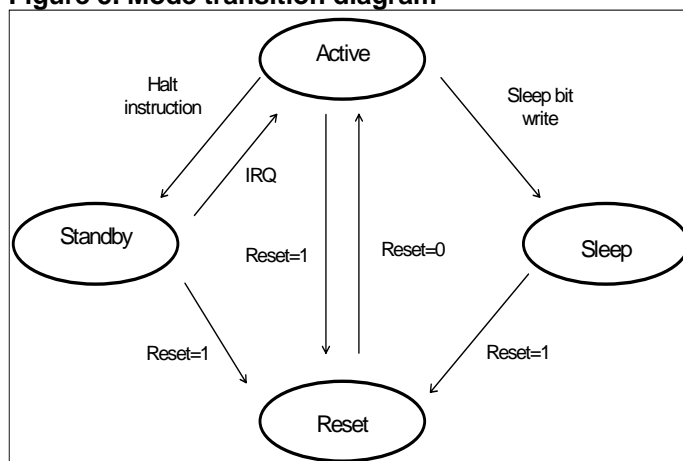 Figure 3. Mode transition diagram
Active
Halt
instruction
Sleep bit
write
IRQ
Standby
Reset=1
Reset=0
Sleep
Reset=1
Reset=1
Reset